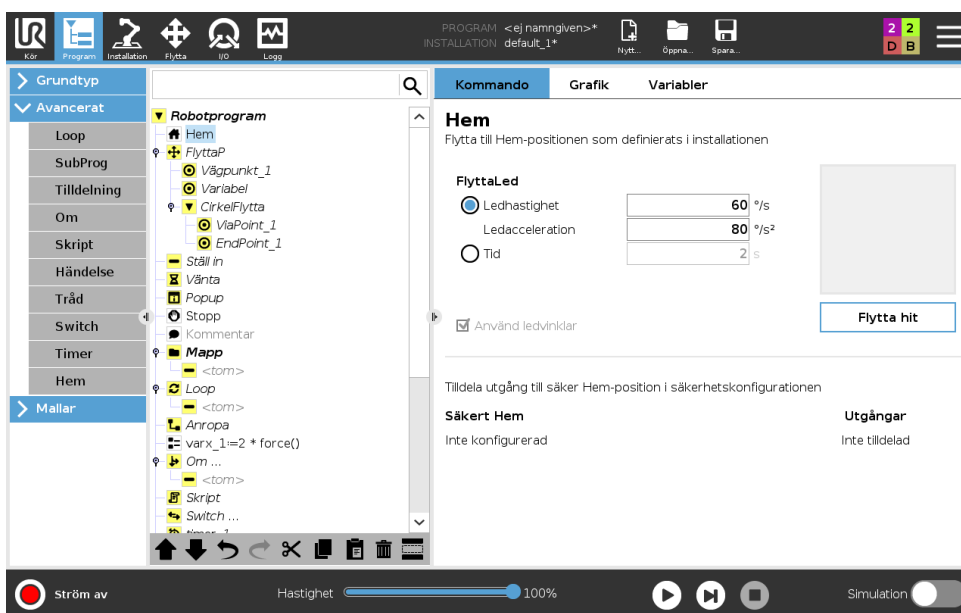 PROGRAM <ej namngiven>*
INSTALLATION default_1*
Kör
Program
Installation
Flytta
I/O
Logg
Nytt...
Öppna...
Spara...
2 2
D B
Grundtyp
Avancerat
Loop
SubProg
Tilldelning
Om
Skript
Händelse
Tråd
Switch
Timer
Hem
Mallar
Robotprogram
Hem
FlyttaP
Vägpunkt_1
Variabel
CirkelFlytta
ViaPoint_1
EndPoint_1
Ställ in
Vänta
Popup
Stopp
Kommentar
Mapp
<tom>
Loop
<tom>
Anropa
varx_1:=2 * force()
Om ...
<tom>
Skript
Switch ...
timer_1
Kommando Grafik Variabler
Hem
Flytta till Hem-positionen som definierats i installationen
FlyttaLed
Ledhastighet 60 °/s
Ledacceleration 80 °/s²
Tid 2 s
Använd ledvinklar
Flytta hit
Tilldela utgång till säker Hem-position i säkerhetskonfigurationen
Säkert Hem Utgångar
Inte konfigurerad Inte tilldelad
Ström av
Hastighet 100%
Simulation